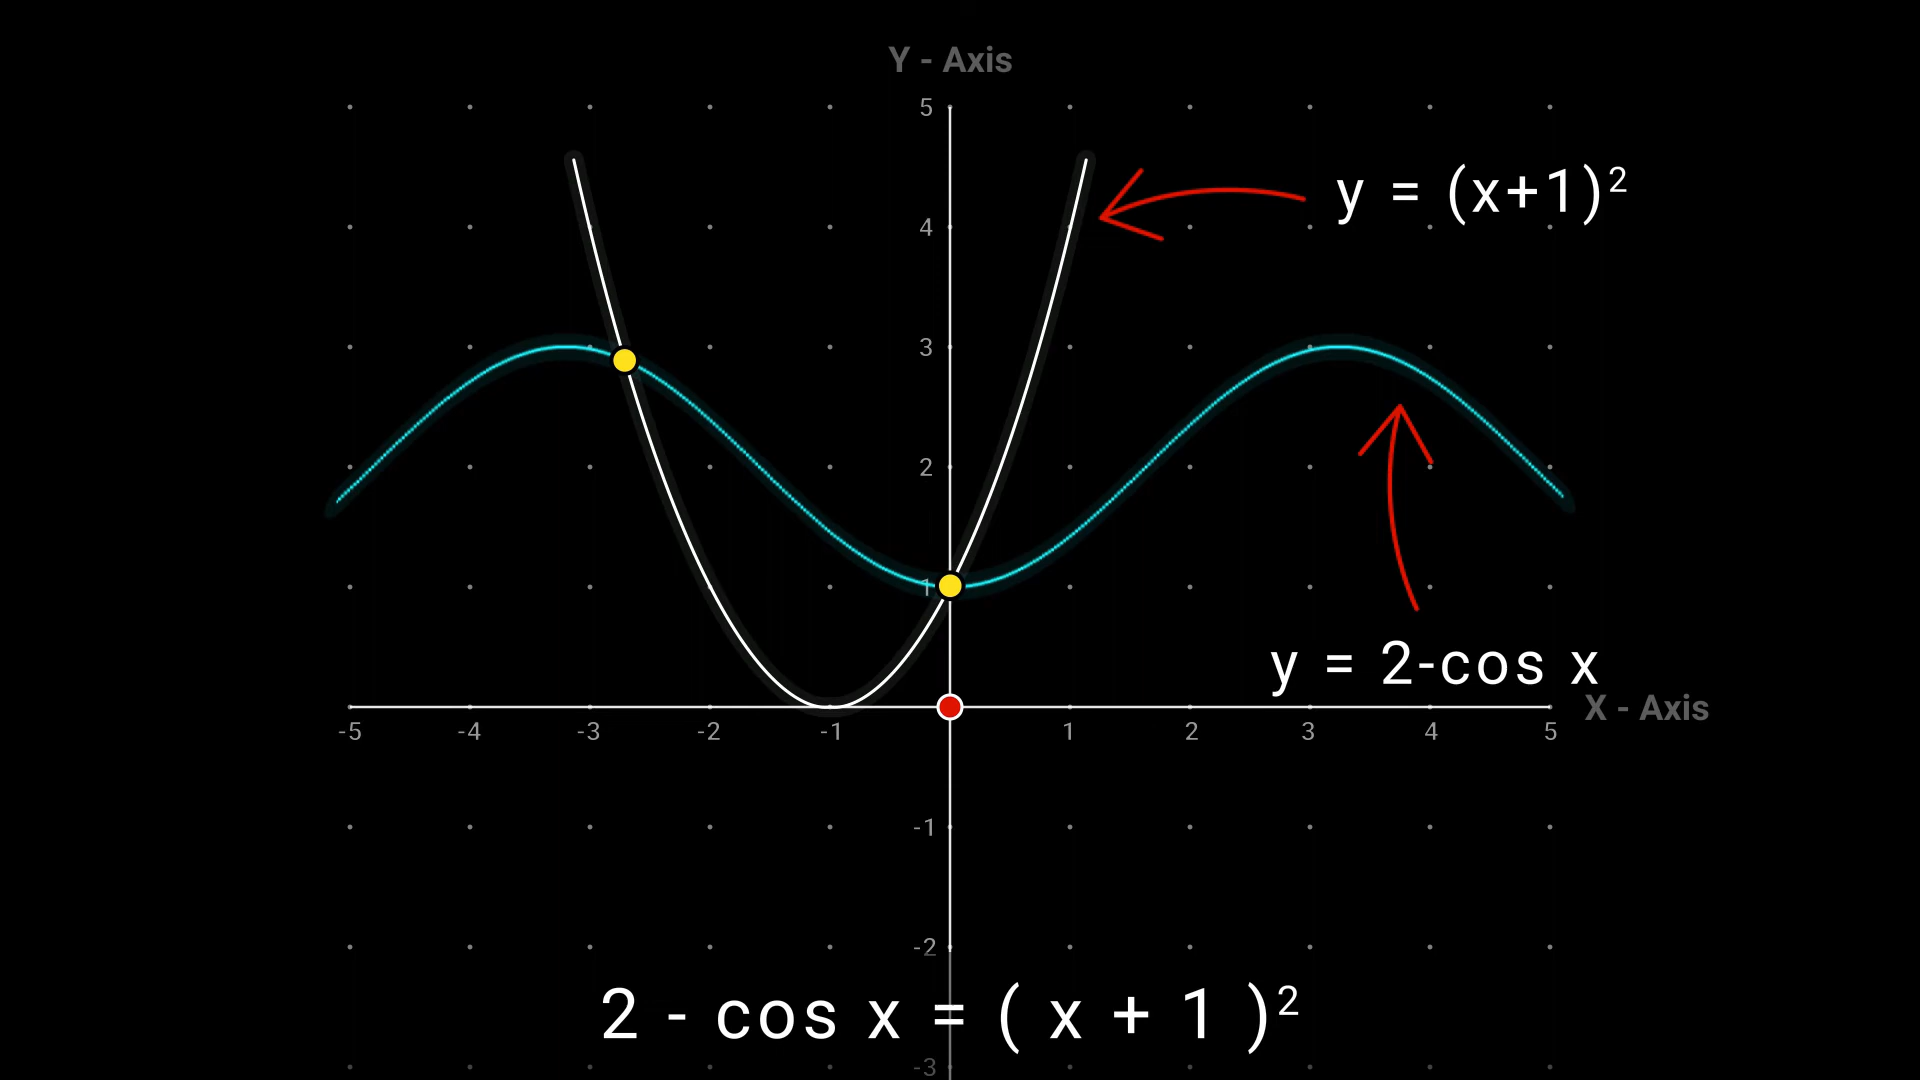 Y - Axis
5
y = (x+1)²
4
3
2
1
y = 2-cos x
X - Axis
-5 -4 -3 -2 -1 1 2 3 4 5
-1
-2
2 - cos x = ( x + 1 )²
-3